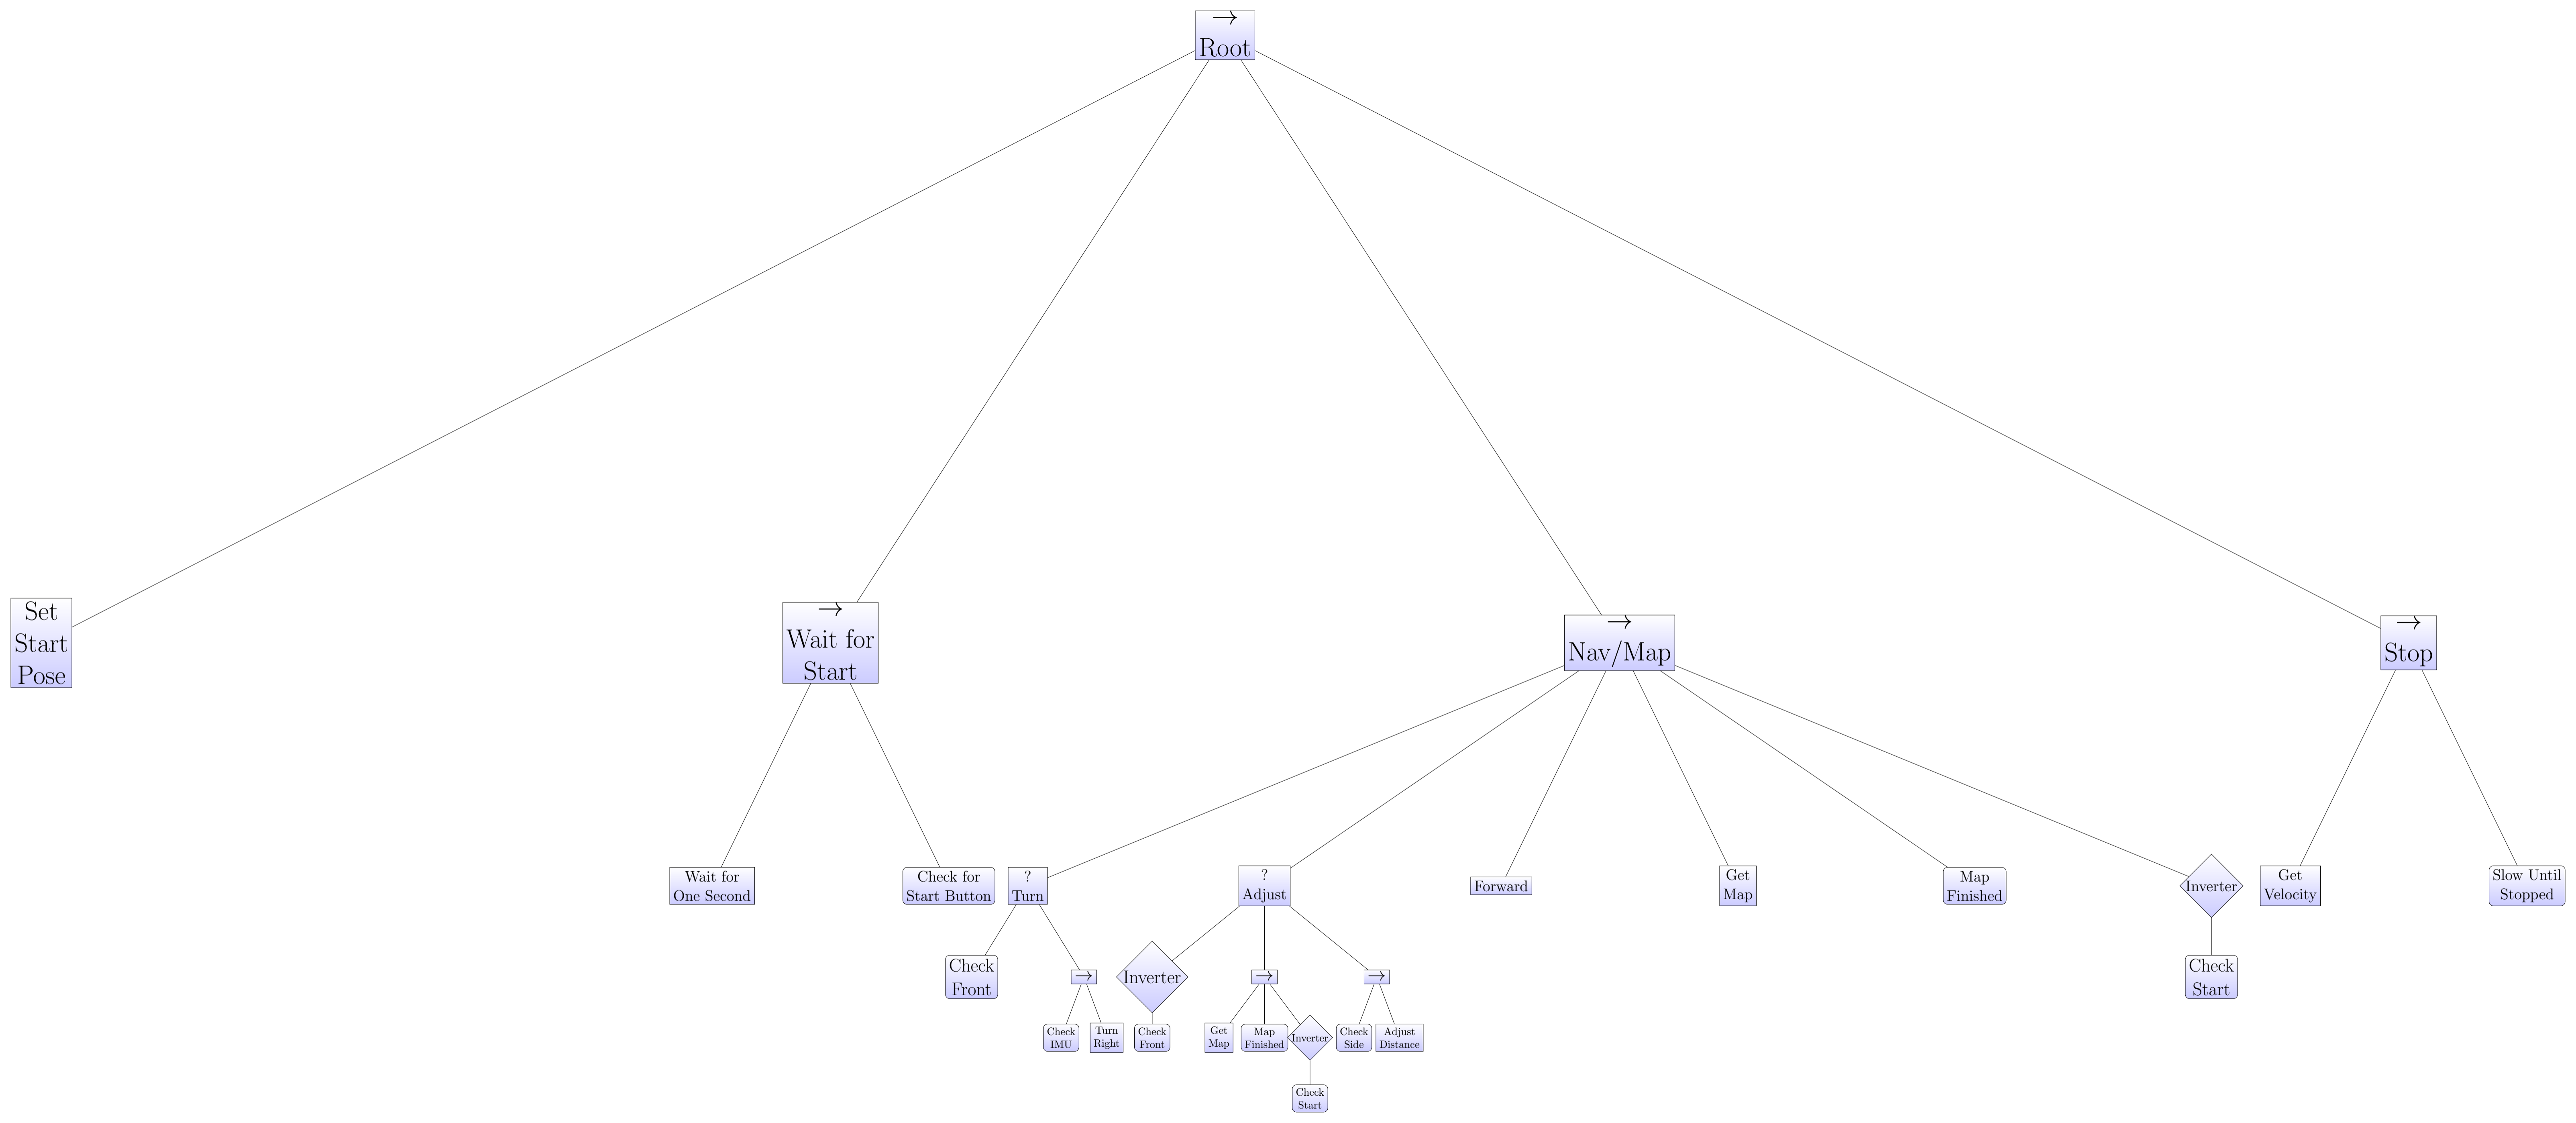 →
Root
Set
Start
Pose
→
Wait for
Start
→
Nav/Map
→
Stop
Wait for
One Second
Check for
Start Button
?
Turn
?
Adjust
Forward
Get
Map
Map
Finished
Inverter
Get
Velocity
Slow Until
Stopped
Check
Front
→
Inverter
→
→
Check
Start
Check
IMU
Turn
Right
Check
Front
Get
Map
Map
Finished
Inverter
Check
Side
Adjust
Distance
Check
Start